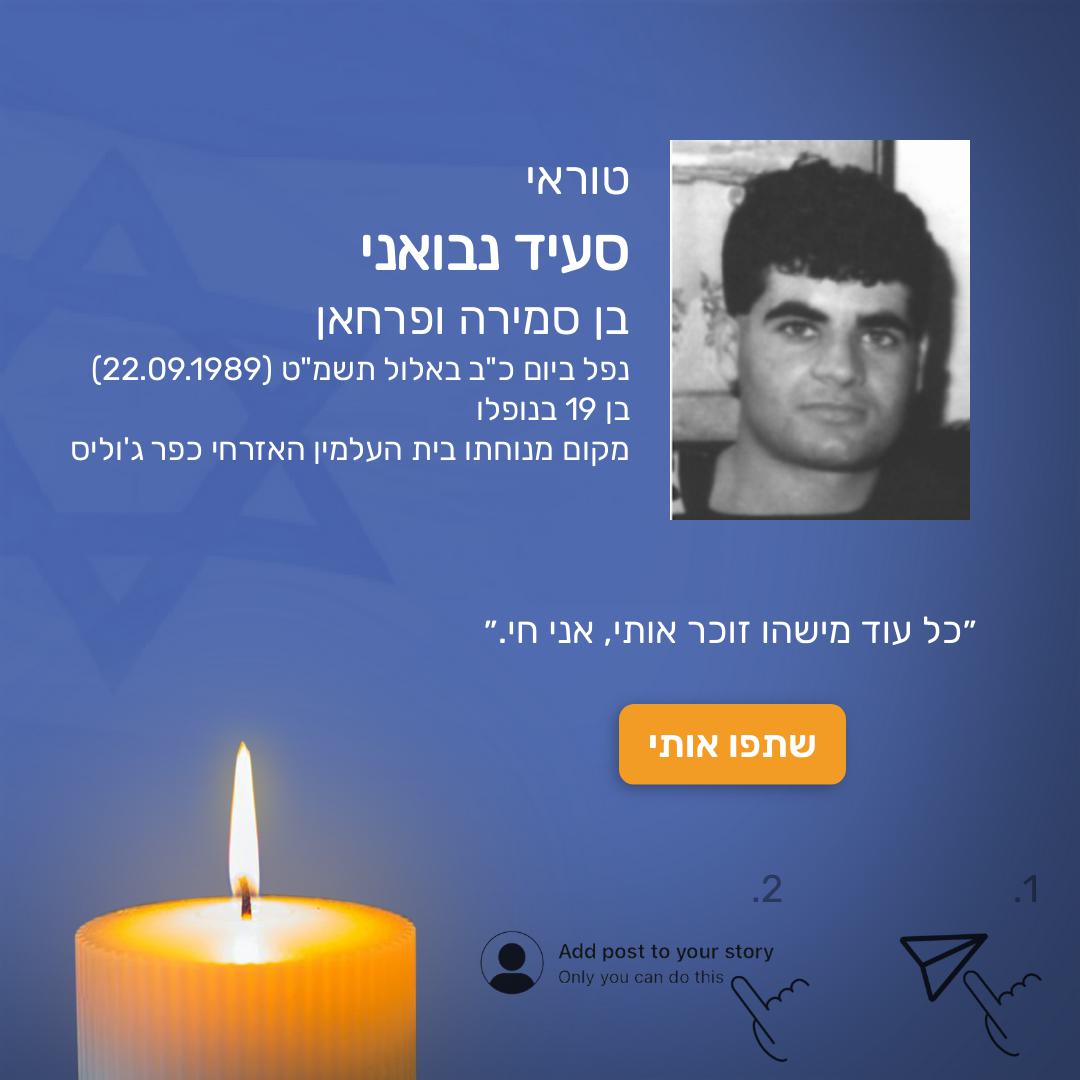 טוראי
סעיד נבואני
בן סמירה ופרחאן
נפל ביום כ"ב באלול תשמ"ט (22.09.1989)
בן 19 בנופלו
מקום מנוחתו בית העלמין האזרחי כפר ג'וליס
״כל עוד מישהו זוכר אותי, אני חי.״
שתפו אותי
.1
.2
Add post to your story
Only you can do this